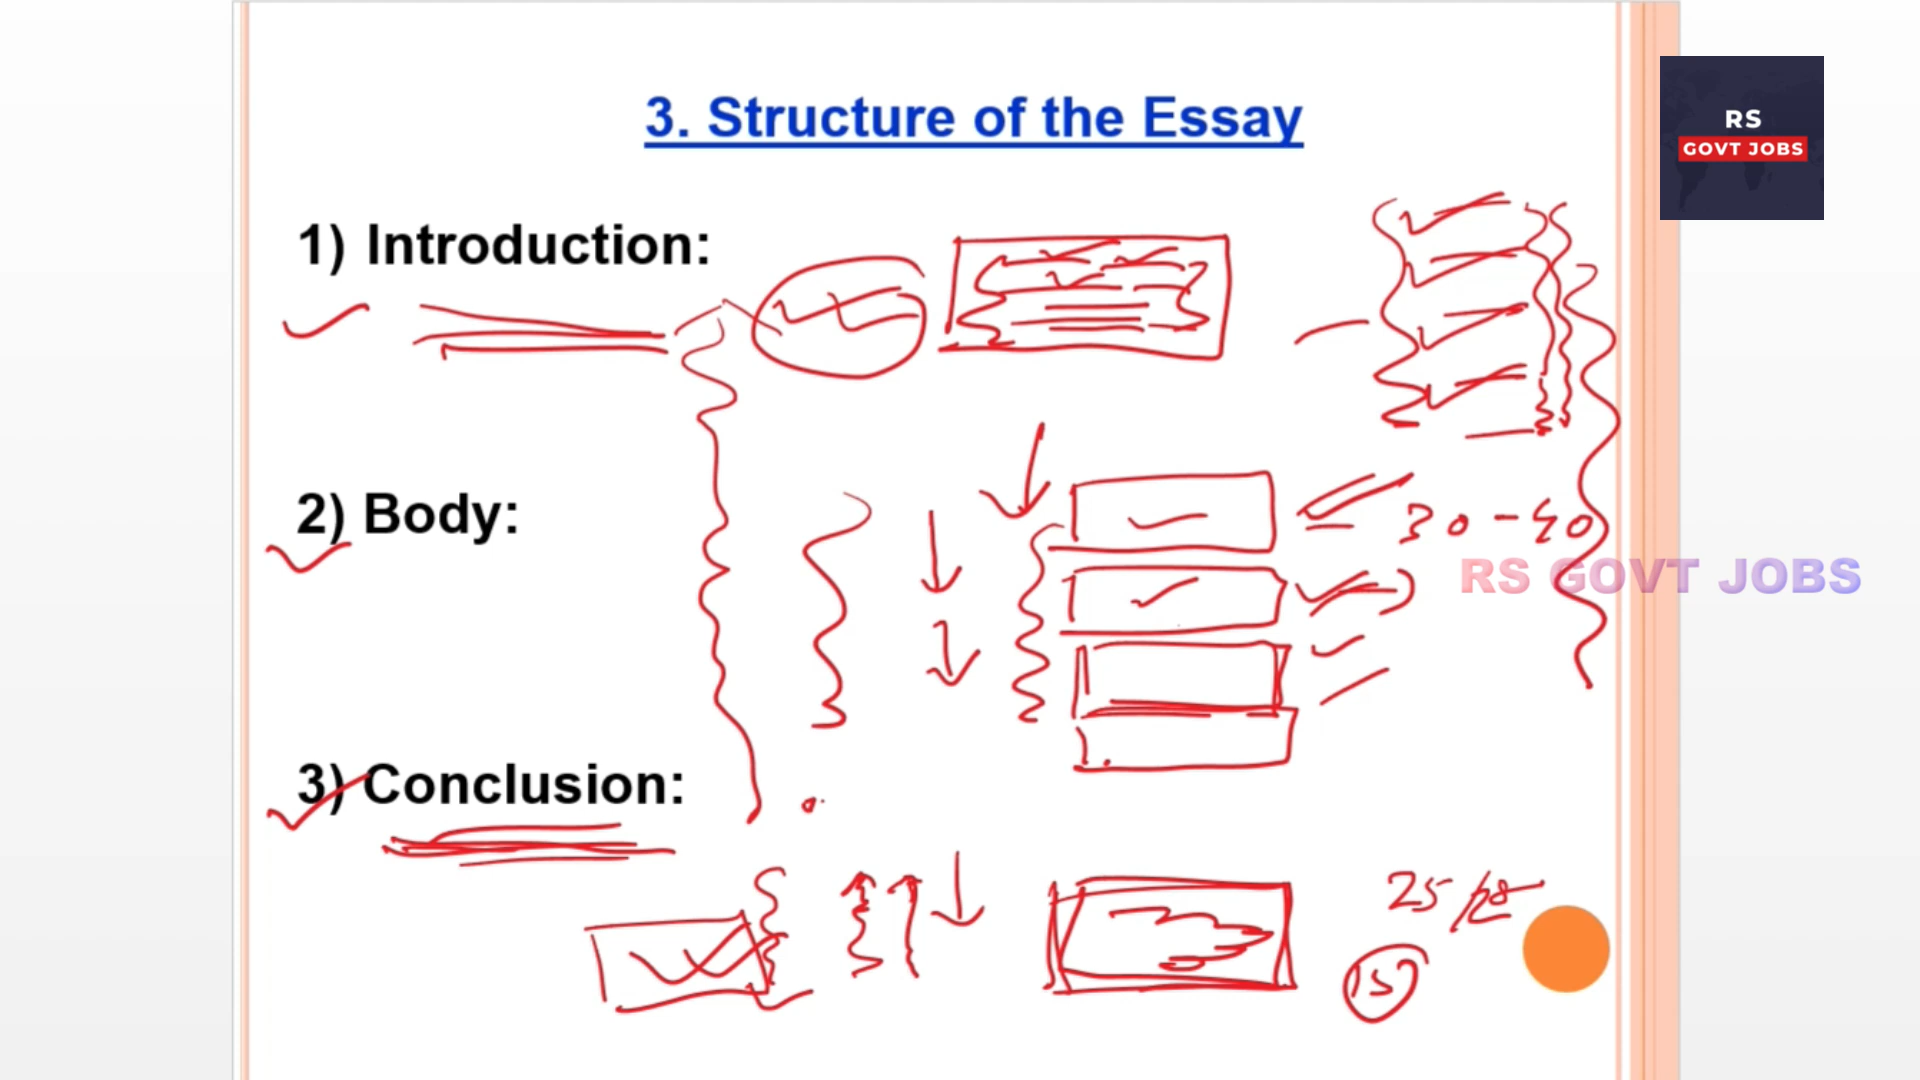 3. Structure of the Essay
RS
GOVT JOBS
1) Introduction:
2) Body:
30-40
RS GOVT JOBS
3) Conclusion:
25/
15